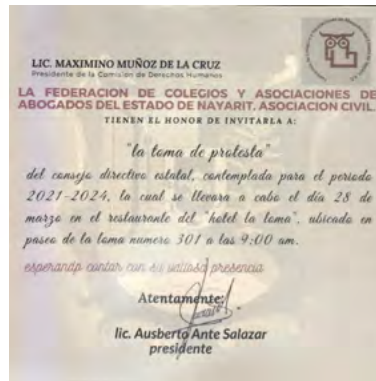 LIC. MAXIMINO MUÑOZ DE LA CRUZ
Presidente de la Comisión de Derechos Humanos
LA FEDERACION DE COLEGIOS Y ASOCIACIONES DE
ABOGADOS DEL ESTADO DE NAYARIT. ASOCIACION CIVIL.
TIENEN EL HONOR DE INVITARLA A:
"la toma de protesta"
del consejo directivo estatal, contemplada para el periodo
2021-2024, la cual se llevara a cabo el día 28 de
marzo en el restaurante del "hotel la loma", ubicado en
paseo de la loma numero 301 a las 9:00 am.
esperando contar con su valiosa presencia
Atentamente:
lic. Ausberto Ante Salazar
presidente